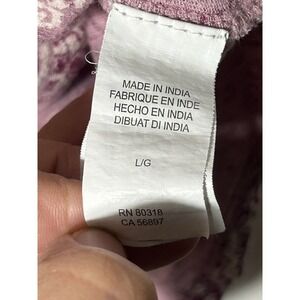 MADE IN INDIA
FABRIQUE EN INDE
HECHO EN INDIA
DIBUAT DI INDIA
L/G
RN 80318
CA 56897